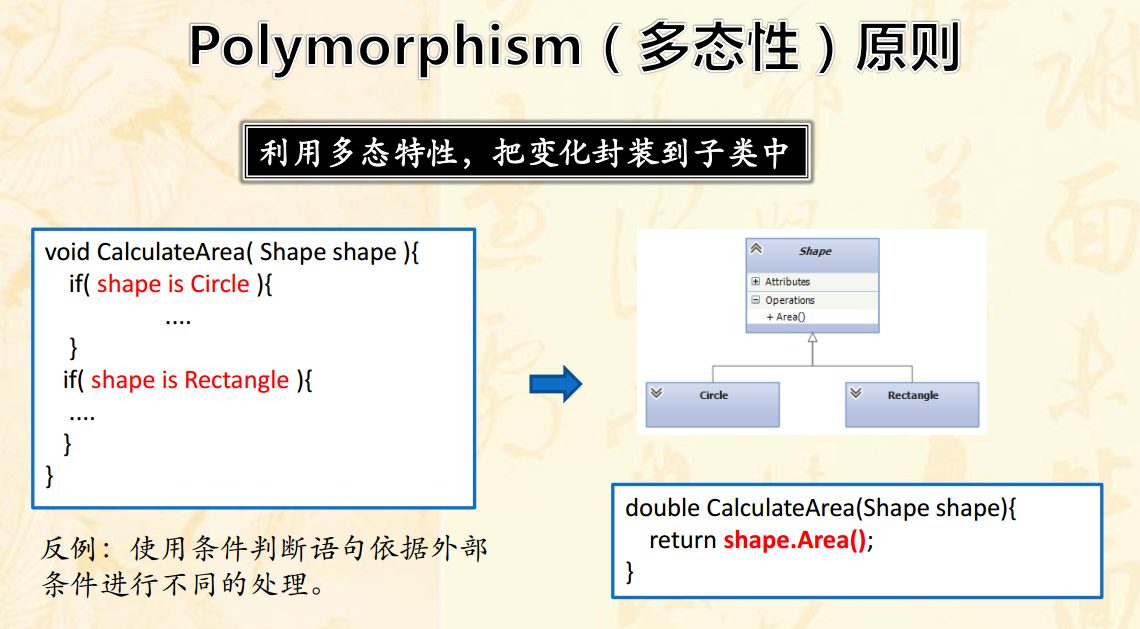 Polymorphism（多态性）原则
利用多态特性，把变化封装到子类中
void CalculateArea( Shape shape ){
if( shape is Circle ){
....
}
if( shape is Rectangle ){
....
}
}
反例：使用条件判断语句依据外部
条件进行不同的处理。
Shape
Attributes
Operations
+ Area()
Circle
Rectangle
double CalculateArea(Shape shape){
return shape.Area();
}